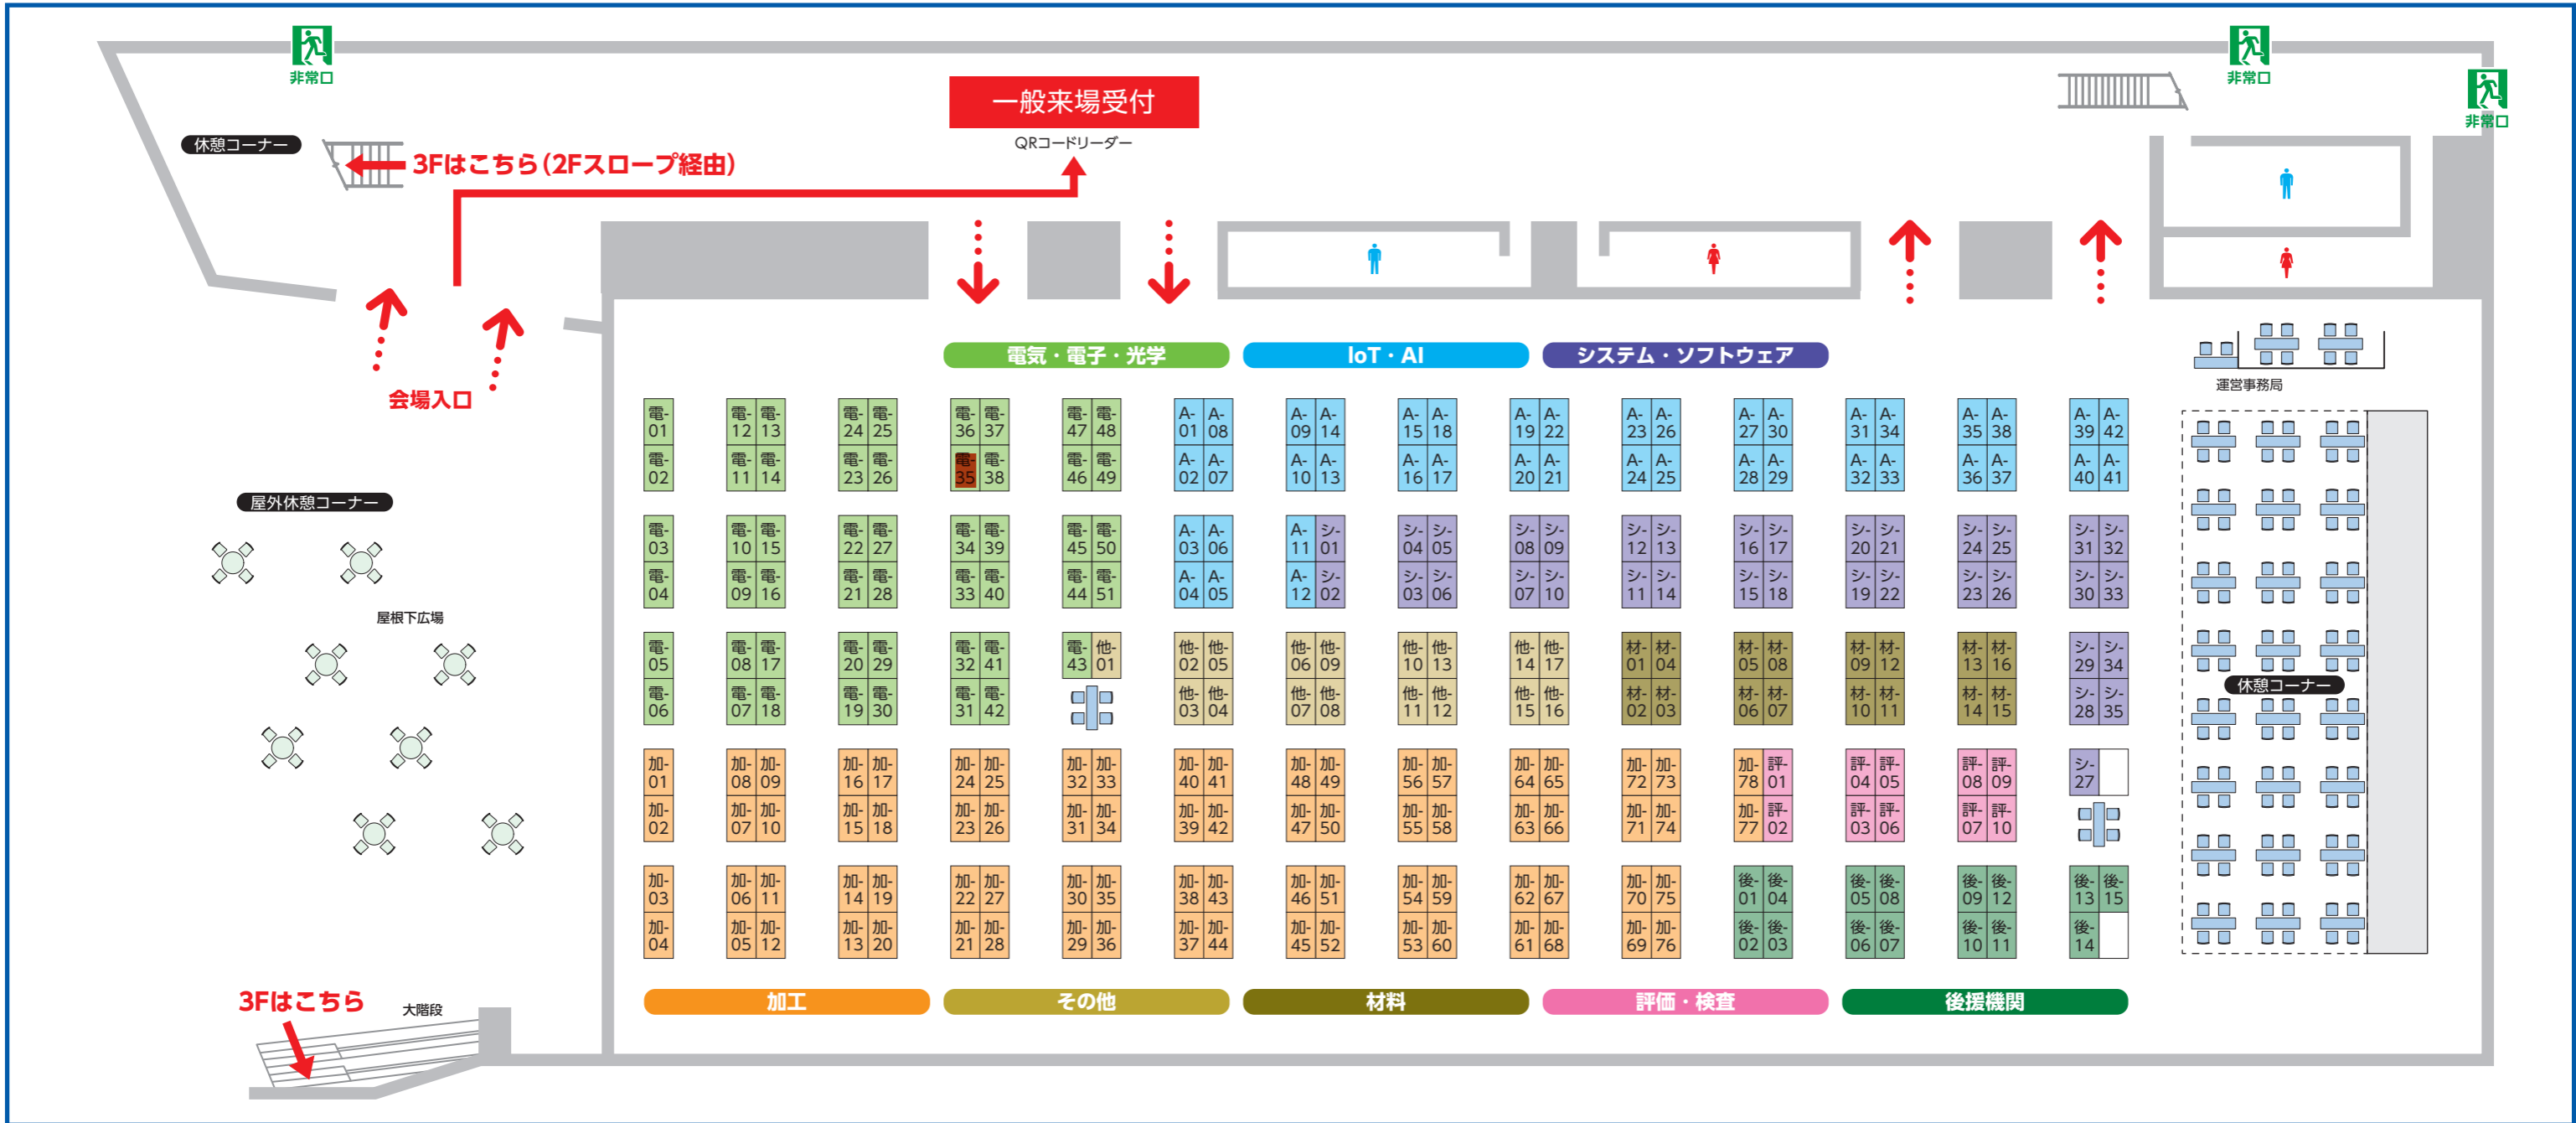 非常口
非常口
非常口
一般来場受付
QRコードリーダー
休憩コーナー
3Fはこちら(2Fスロープ経由)
会場入口
電気・電子・光学
IoT・AI
システム・ソフトウェア
運営事務局
電-01 電-12 電-13 電-24 電-25 電-36 電-37 電-47 電-48 A-01 A-08 A-09 A-14 A-15 A-18 A-19 A-22 A-23 A-26 A-27 A-30 A-31 A-34 A-35 A-38 A-39 A-42
電-02 電-11 電-14 電-23 電-26 電-35 電-38 電-46 電-49 A-02 A-07 A-10 A-13 A-16 A-17 A-20 A-21 A-24 A-25 A-28 A-29 A-32 A-33 A-36 A-37 A-40 A-41
屋外休憩コーナー
電-03 電-10 電-15 電-22 電-27 電-34 電-39 電-45 電-50 A-03 A-06 A-11 シ-01 シ-04 シ-05 シ-08 シ-09 シ-12 シ-13 シ-16 シ-17 シ-20 シ-21 シ-24 シ-25 シ-31 シ-32
電-04 電-09 電-16 電-21 電-28 電-33 電-40 電-44 電-51 A-04 A-05 A-12 シ-02 シ-03 シ-06 シ-07 シ-10 シ-11 シ-14 シ-15 シ-18 シ-19 シ-22 シ-23 シ-26 シ-30 シ-33
屋根下広場
電-05 電-08 電-17 電-20 電-29 電-32 電-41 電-43 他-01 他-02 他-05 他-06 他-09 他-10 他-13 他-14 他-17 材-01 材-04 材-05 材-08 材-09 材-12 材-13 材-16 シ-29 シ-34
電-06 電-07 電-18 電-19 電-30 電-31 電-42 他-03 他-04 他-07 他-08 他-11 他-12 他-15 他-16 材-02 材-03 材-06 材-07 材-10 材-11 材-14 材-15 シ-28 シ-35
休憩コーナー
加-01 加-08 加-09 加-16 加-17 加-24 加-25 加-32 加-33 加-40 加-41 加-48 加-49 加-56 加-57 加-64 加-65 加-72 加-73 加-78 評-01 評-04 評-05 評-08 評-09 シ-27
加-02 加-07 加-10 加-15 加-18 加-23 加-26 加-31 加-34 加-39 加-42 加-47 加-50 加-55 加-58 加-63 加-66 加-71 加-74 加-77 評-02 評-03 評-06 評-07 評-10
加-03 加-06 加-11 加-14 加-19 加-22 加-27 加-30 加-35 加-38 加-43 加-46 加-51 加-54 加-59 加-62 加-67 加-70 加-75 後-01 後-04 後-05 後-08 後-09 後-12 後-13 後-15
加-04 加-05 加-12 加-13 加-20 加-21 加-28 加-29 加-36 加-37 加-44 加-45 加-52 加-53 加-60 加-61 加-68 加-69 加-76 後-02 後-03 後-06 後-07 後-10 後-11 後-14
3Fはこちら
大階段
加工
その他
材料
評価・検査
後援機関